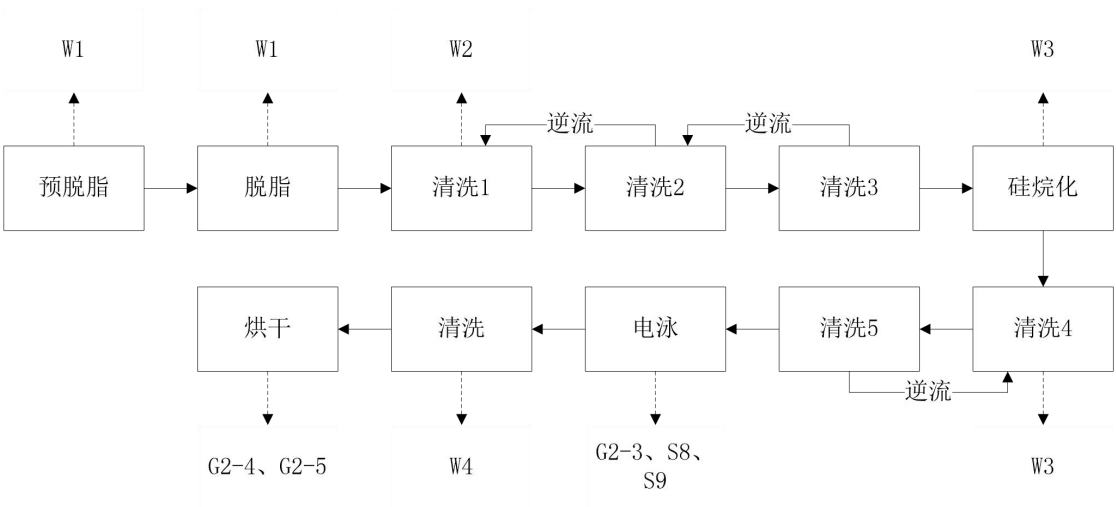 W1
W1
W2
W3
逆流
逆流
预脱脂
脱脂
清洗1
清洗2
清洗3
硅烷化
烘干
清洗
电泳
清洗5
清洗4
逆流
G2-4、G2-5
W4
G2-3、S8、
S9
W3